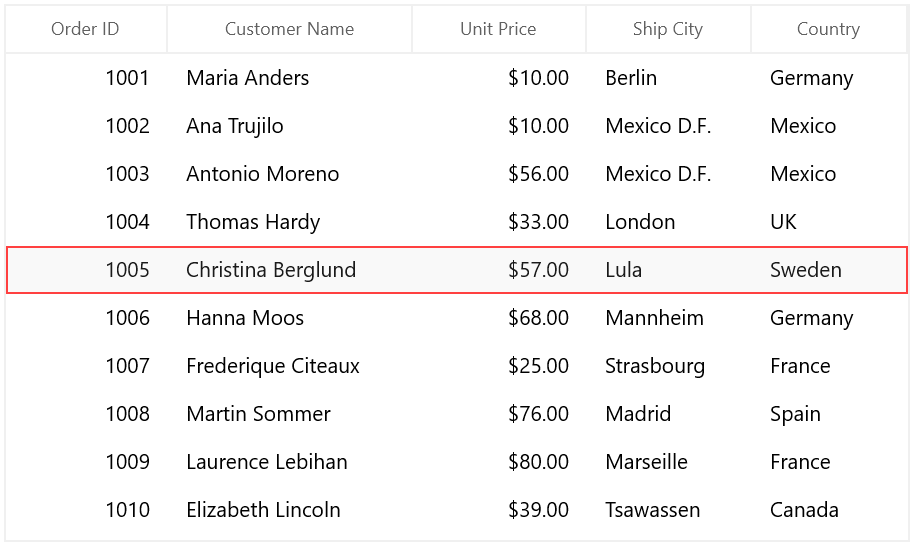 Order ID Customer Name Unit Price Ship City Country
1001 Maria Anders $10.00 Berlin Germany
1002 Ana Trujilo $10.00 Mexico D.F. Mexico
1003 Antonio Moreno $56.00 Mexico D.F. Mexico
1004 Thomas Hardy $33.00 London UK
1005 Christina Berglund $57.00 Lula Sweden
1006 Hanna Moos $68.00 Mannheim Germany
1007 Frederique Citeaux $25.00 Strasbourg France
1008 Martin Sommer $76.00 Madrid Spain
1009 Laurence Lebihan $80.00 Marseille France
1010 Elizabeth Lincoln $39.00 Tsawassen Canada